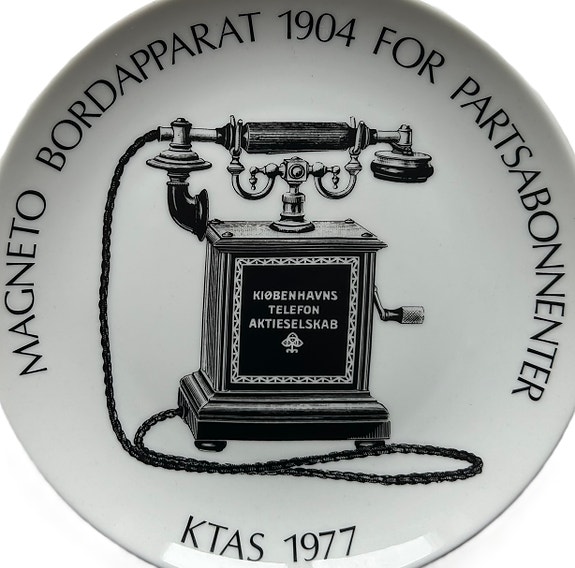 MAGNETO BORDAPPARAT 1904 FOR PARTSABONNENTER
KIØBENHAVNS
TELEFON
AKTIESELSKAB
KTAS 1977